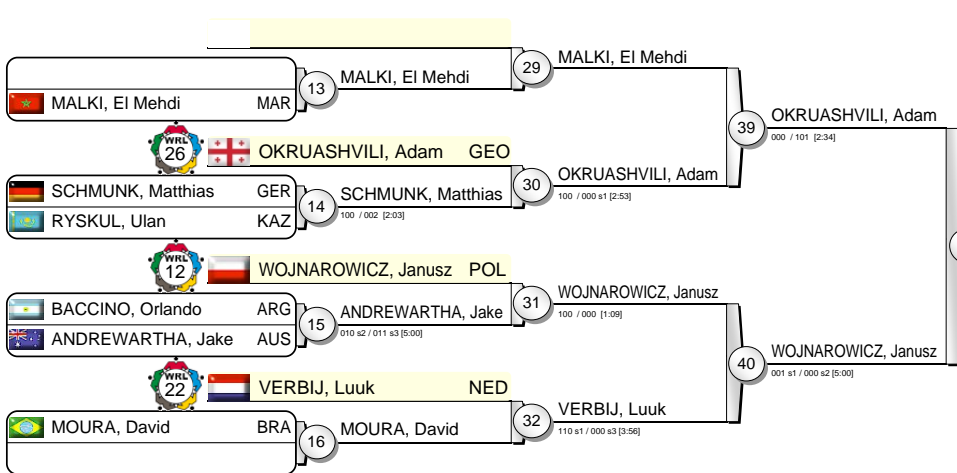 MALKI, El Mehdi MAR
13
MALKI, El Mehdi
29
MALKI, El Mehdi
WRL
26
OKRUASHVILI, Adam GEO
SCHMUNK, Matthias GER
RYSKUL, Ulan KAZ
14
SCHMUNK, Matthias
100 / 002 [2:03]
30
OKRUASHVILI, Adam
100 / 000 s1 [2:53]
39
OKRUASHVILI, Adam
000 / 101 [2:34]
WRL
12
WOJNAROWICZ, Janusz POL
BACCINO, Orlando ARG
ANDREWARTHA, Jake AUS
15
ANDREWARTHA, Jake
010 s2 / 011 s3 [5:00]
31
WOJNAROWICZ, Janusz
100 / 000 [1:09]
WRL
22
VERBIJ, Luuk NED
MOURA, David BRA
16
MOURA, David
32
VERBIJ, Luuk
110 s1 / 000 s3 [3:56]
40
WOJNAROWICZ, Janusz
001 s1 / 000 s2 [5:00]